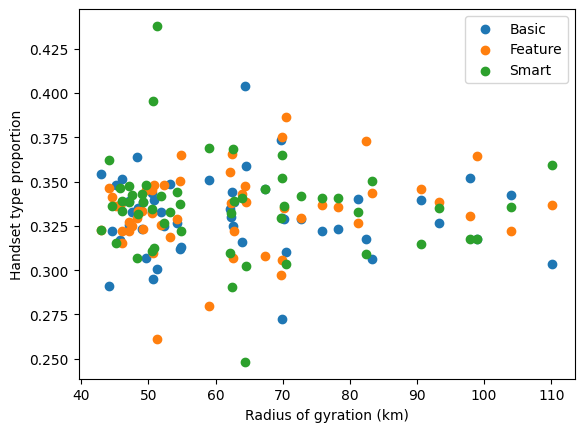 Basic
Feature
Smart
Handset type proportion
0.425
0.400
0.375
0.350
0.325
0.300
0.275
0.250
40 50 60 70 80 90 100 110
Radius of gyration (km)